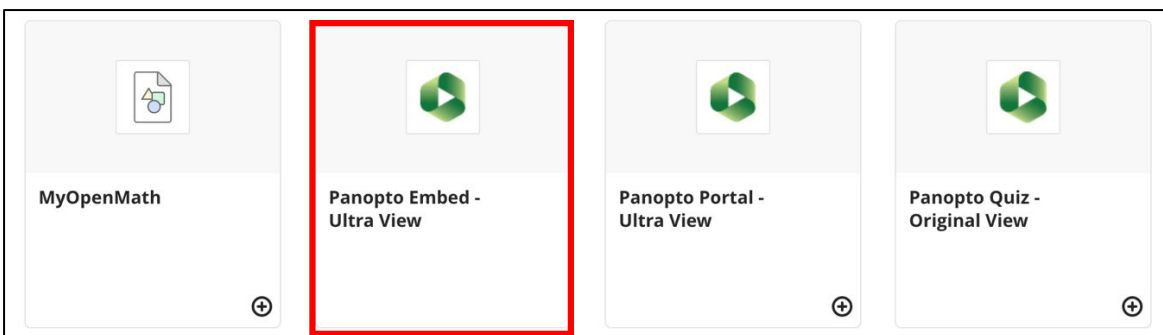 MyOpenMath
Panopto Embed -
Ultra View
Panopto Portal -
Ultra View
Panopto Quiz -
Original View